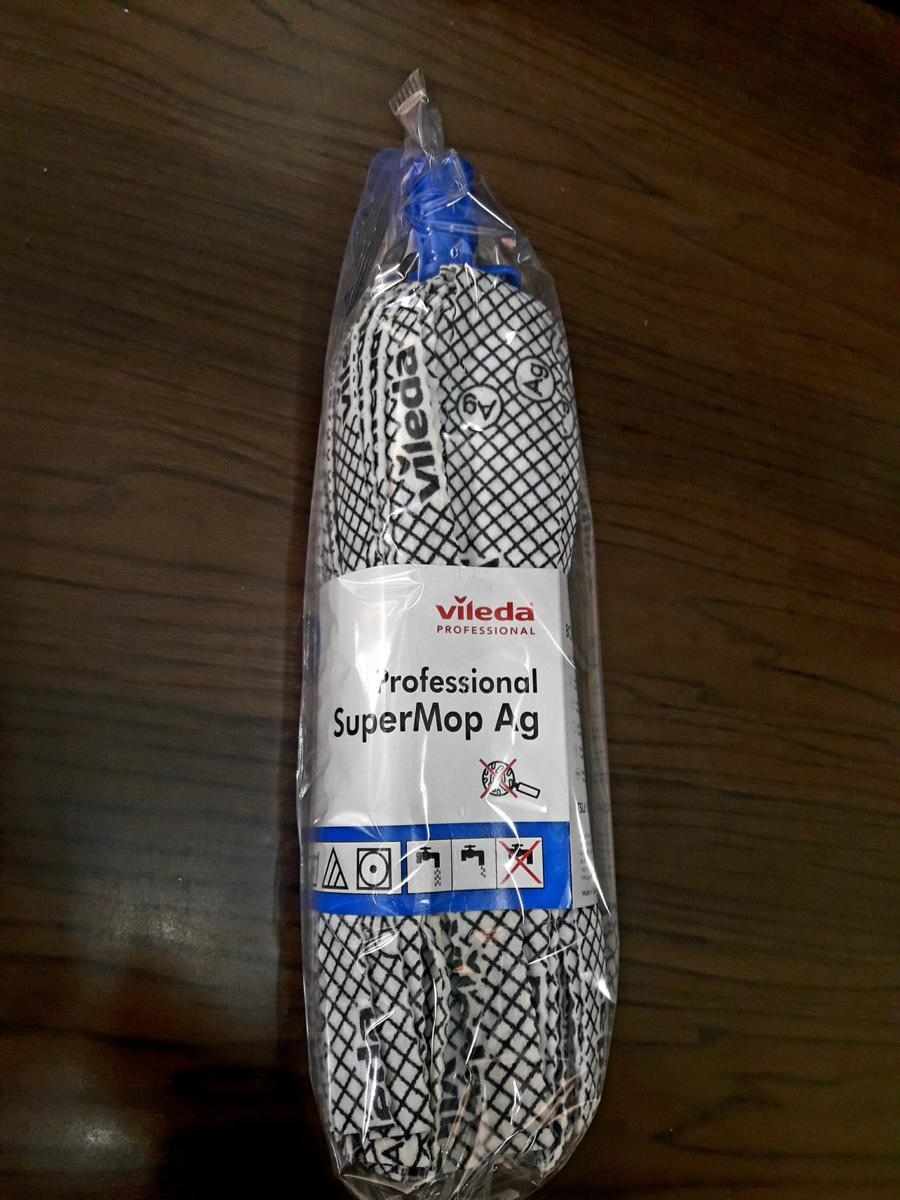 vileda
Ag
Ag
vileda
PROFESSIONAL
Professional
SuperMop Ag